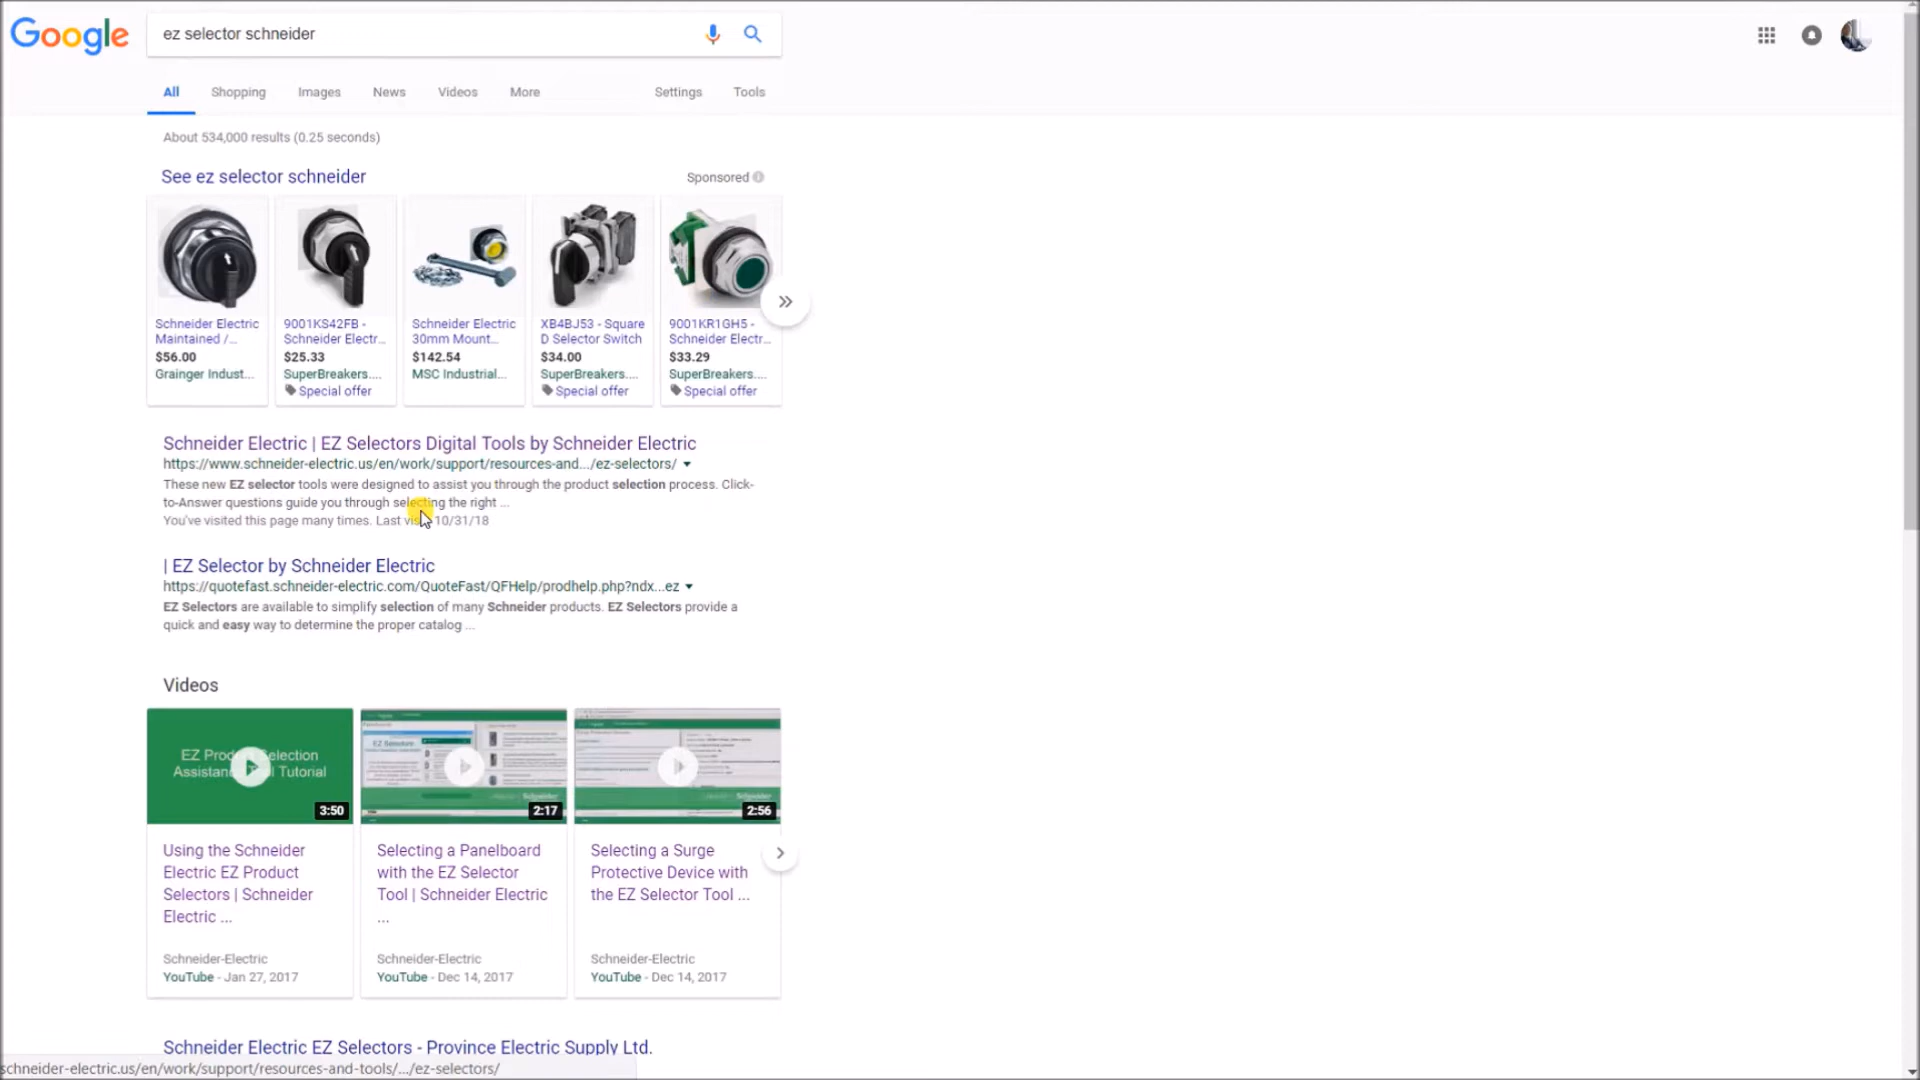 Google
ez selector schneider
All Shopping Images News Videos More Settings Tools
About 534,000 results (0.25 seconds)
See ez selector schneider
Sponsored
Schneider Electric
Maintained /...
$56.00
Grainger Indust...
9001KS42FB -
Schneider Electr...
$25.33
SuperBreakers....
Special offer
Schneider Electric
30mm Mount...
$142.54
MSC Industrial...
XB4BJ53 - Square
D Selector Switch
$34.00
SuperBreakers....
Special offer
9001KR1GH5 -
Schneider Electr...
$33.29
SuperBreakers....
Special offer
Schneider Electric | EZ Selectors Digital Tools by Schneider Electric
https://www.schneider-electric.us/en/work/support/resources-and.../ez-selectors/
These new EZ selector tools were designed to assist you through the product selection process. Click-
to-Answer questions guide you through selecting the right ...
You've visited this page many times. Last 10/31/18
| EZ Selector by Schneider Electric
https://quotefast.schneider-electric.com/QuoteFast/QFHelp/prodhelp.php?ndx...ez
EZ Selectors are available to simplify selection of many Schneider products. EZ Selectors provide a
quick and easy way to determine the proper catalog ...
Videos
EZ Selection
Tutorial
3:50
EZ Selectors
2:17
2:56
Using the Schneider
Electric EZ Product
Selectors | Schneider
Electric ...
Schneider-Electric
YouTube - Jan 27, 2017
Selecting a Panelboard
with the EZ Selector
Tool | Schneider Electric
...
Schneider-Electric
YouTube - Dec 14, 2017
Selecting a Surge
Protective Device with
the EZ Selector Tool ...
Schneider-Electric
YouTube - Dec 14, 2017
Schneider Electric EZ Selectors - Province Electric Supply Ltd.
schneider-electric.us/en/work/support/resources-and-tools/.../ez-selectors/